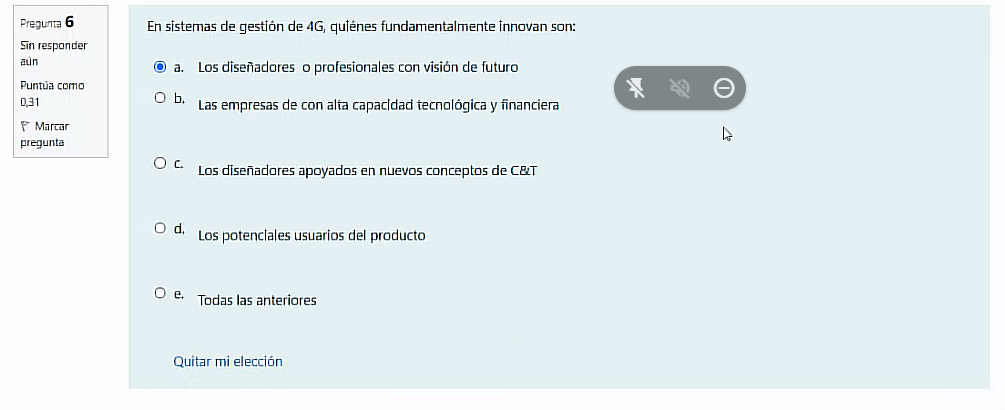 Pregunta 6
Sin responder
aún
Puntúa como
0,31
Marcar
pregunta
En sistemas de gestión de 4G, quiénes fundamentalmente innovan son:
a. Los diseñadores o profesionales con visión de futuro
b. Las empresas de con alta capacidad tecnológica y financiera
c. Los diseñadores apoyados en nuevos conceptos de C&T
d. Los potenciales usuarios del producto
e. Todas las anteriores
Quitar mi elección